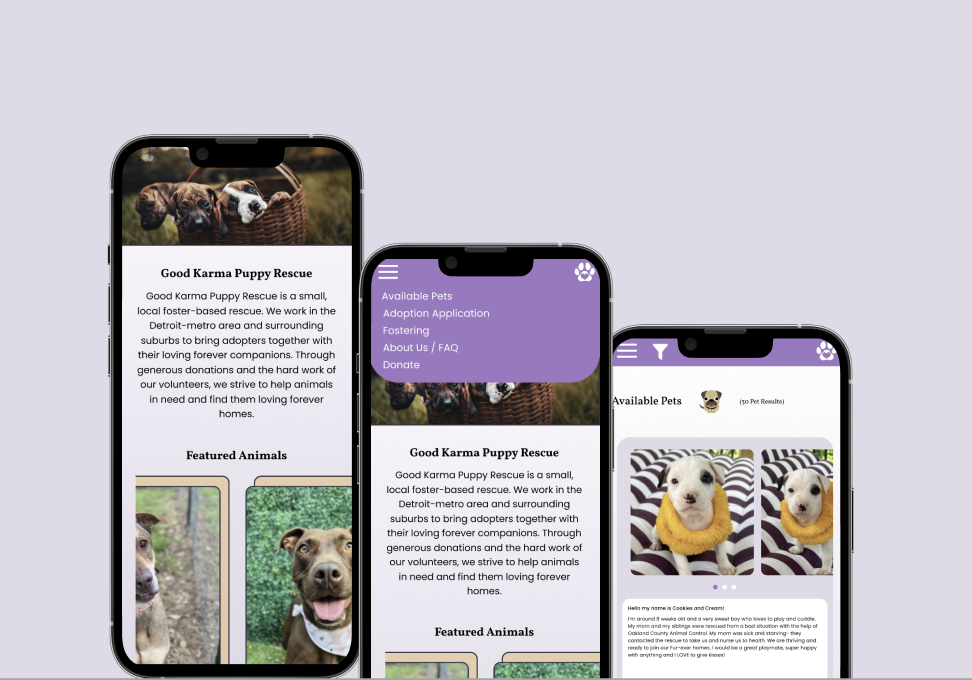 Good Karma Puppy Rescue
Good Karma Puppy Rescue is a small,
local foster-based rescue. We work in the
Detroit-metro area and surrounding
suburbs to bring adopters together with
their loving forever companions. Through
generous donations and the hard work of
our volunteers, we strive to help animals
in need and find them loving forever
homes.
Featured Animals
Available Pets
Adoption Application
Fostering
About Us / FAQ
Donate
Good Karma Puppy Rescue
Good Karma Puppy Rescue is a small,
local foster-based rescue. We work in the
Detroit-metro area and surrounding
suburbs to bring adopters together with
their loving forever companions. Through
generous donations and the hard work of
our volunteers, we strive to help animals
in need and find them loving forever
homes.
Featured Animals
Available Pets (50 Pet Results)
Hello my name is Cookies and Cream!
I'm around 8 weeks old and a very sweet boy who loves to play and cuddle.
My mom and my siblings were rescued from a bad situation with the help of
Oakland County Animal Control. My mom was sick and starving- they
contacted the rescue to take us and nurse us to health. We are thriving and
ready to join our Fur-ever homes. I would be a great playmate, super happy
with anything and I LOVE to give kisses!